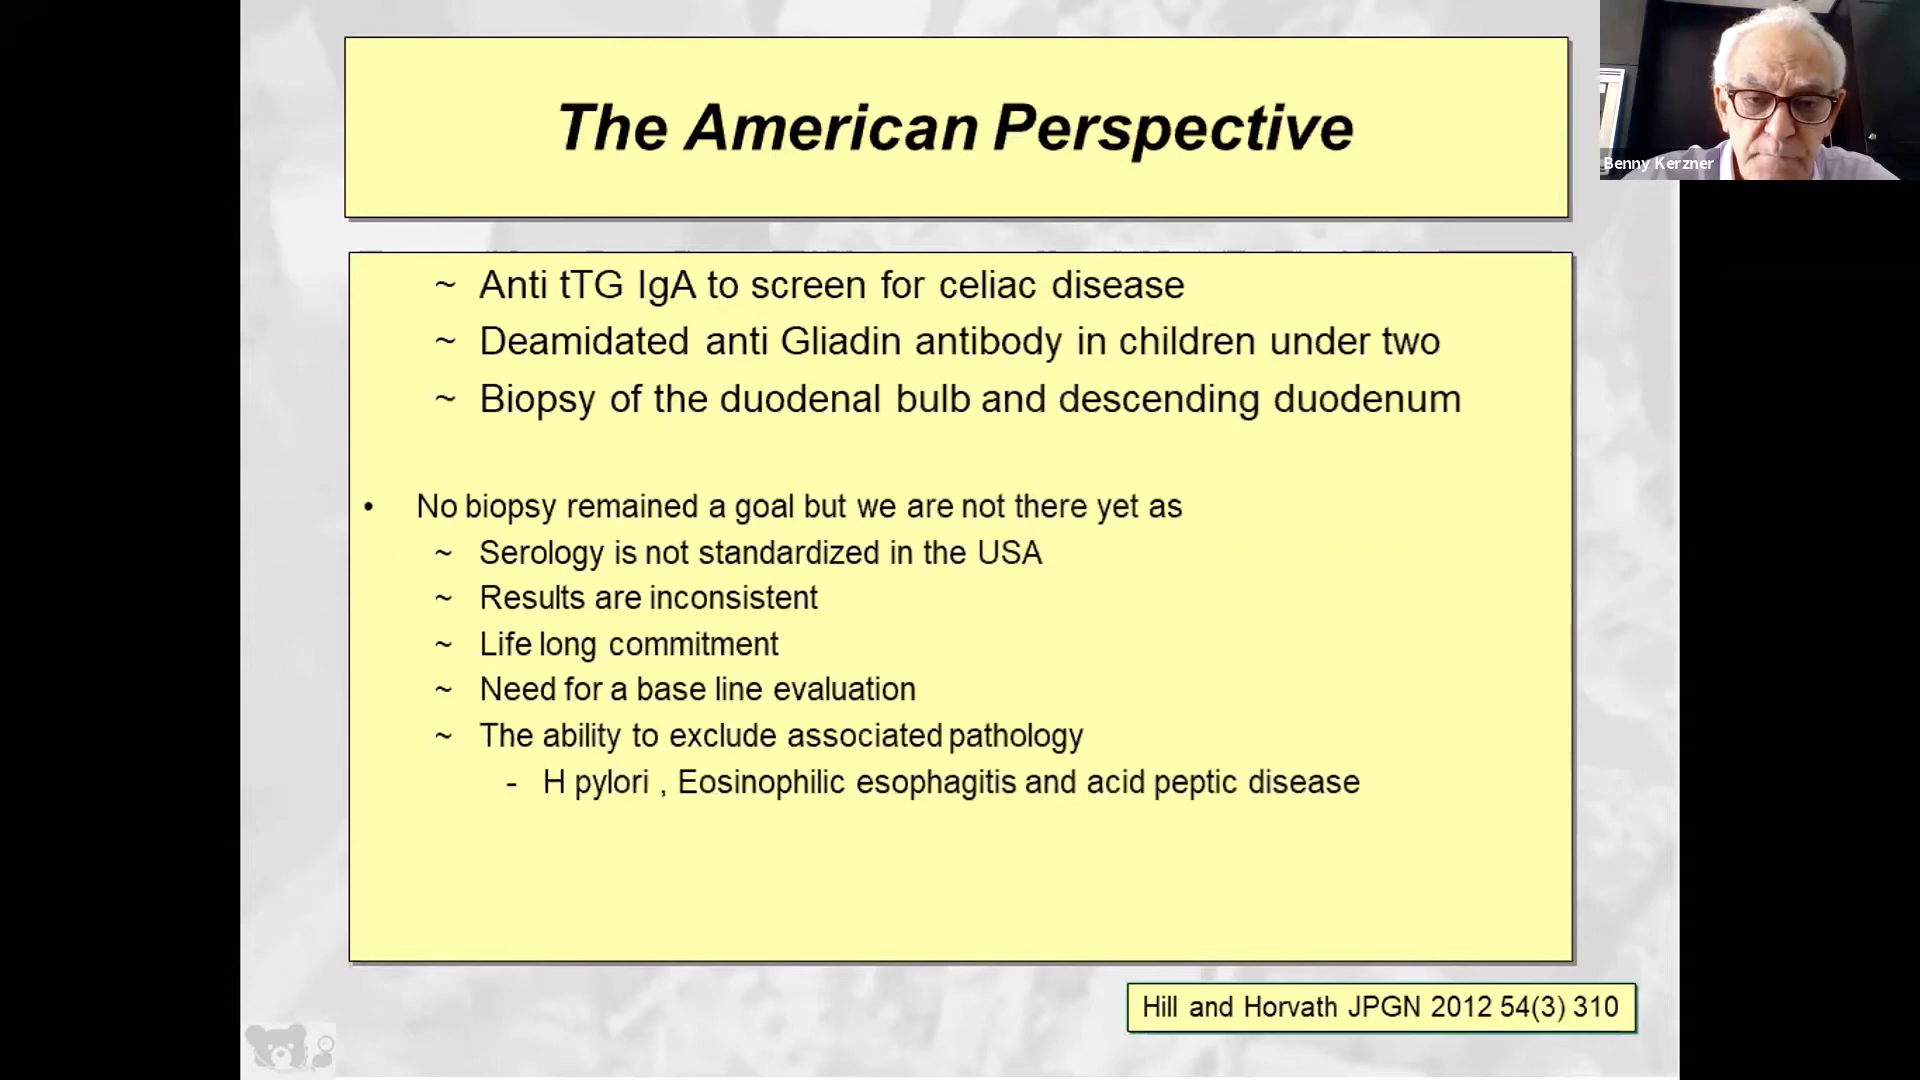 The American Perspective
Benny Kerzner
~ Anti tTG IgA to screen for celiac disease
~ Deamidated anti Gliadin antibody in children under two
~ Biopsy of the duodenal bulb and descending duodenum
• No biopsy remained a goal but we are not there yet as
~ Serology is not standardized in the USA
~ Results are inconsistent
~ Life long commitment
~ Need for a base line evaluation
~ The ability to exclude associated pathology
- H pylori , Eosinophilic esophagitis and acid peptic disease
Hill and Horvath JPGN 2012 54(3) 310